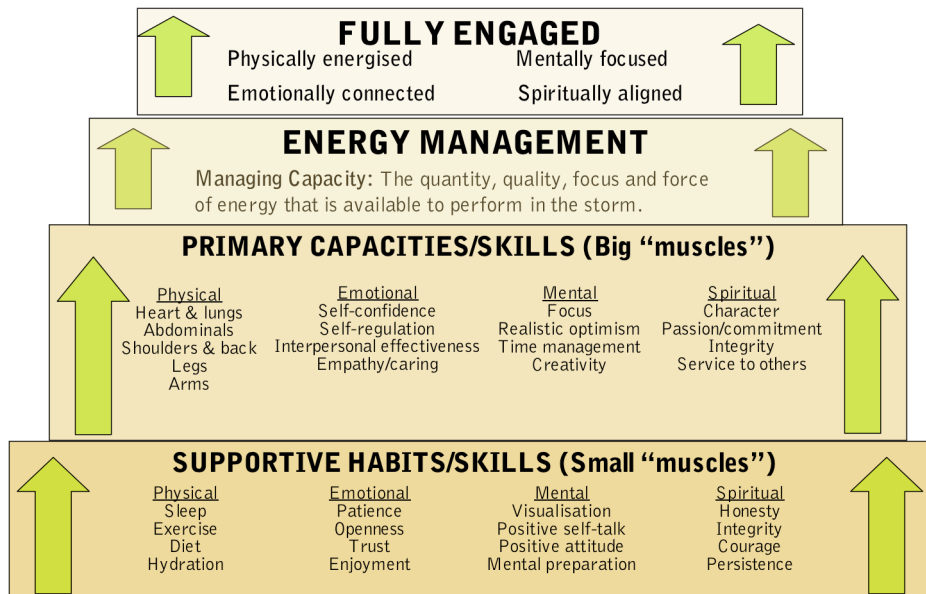 FULLY ENGAGED
Physically energised Mentally focused
Emotionally connected Spiritually aligned
ENERGY MANAGEMENT
Managing Capacity: The quantity, quality, focus and force
of energy that is available to perform in the storm.
PRIMARY CAPACITIES/SKILLS (Big “muscles”)
Physical
Heart & lungs
Abdominals
Shoulders & back
Legs
Arms
Emotional
Self-confidence
Self-regulation
Interpersonal effectiveness
Empathy/caring
Mental
Focus
Realistic optimism
Time management
Creativity
Spiritual
Character
Passion/commitment
Integrity
Service to others
SUPPORTIVE HABITS/SKILLS (Small “muscles”)
Physical
Sleep
Exercise
Diet
Hydration
Emotional
Patience
Openness
Trust
Enjoyment
Mental
Visualisation
Positive self-talk
Positive attitude
Mental preparation
Spiritual
Honesty
Integrity
Courage
Persistence